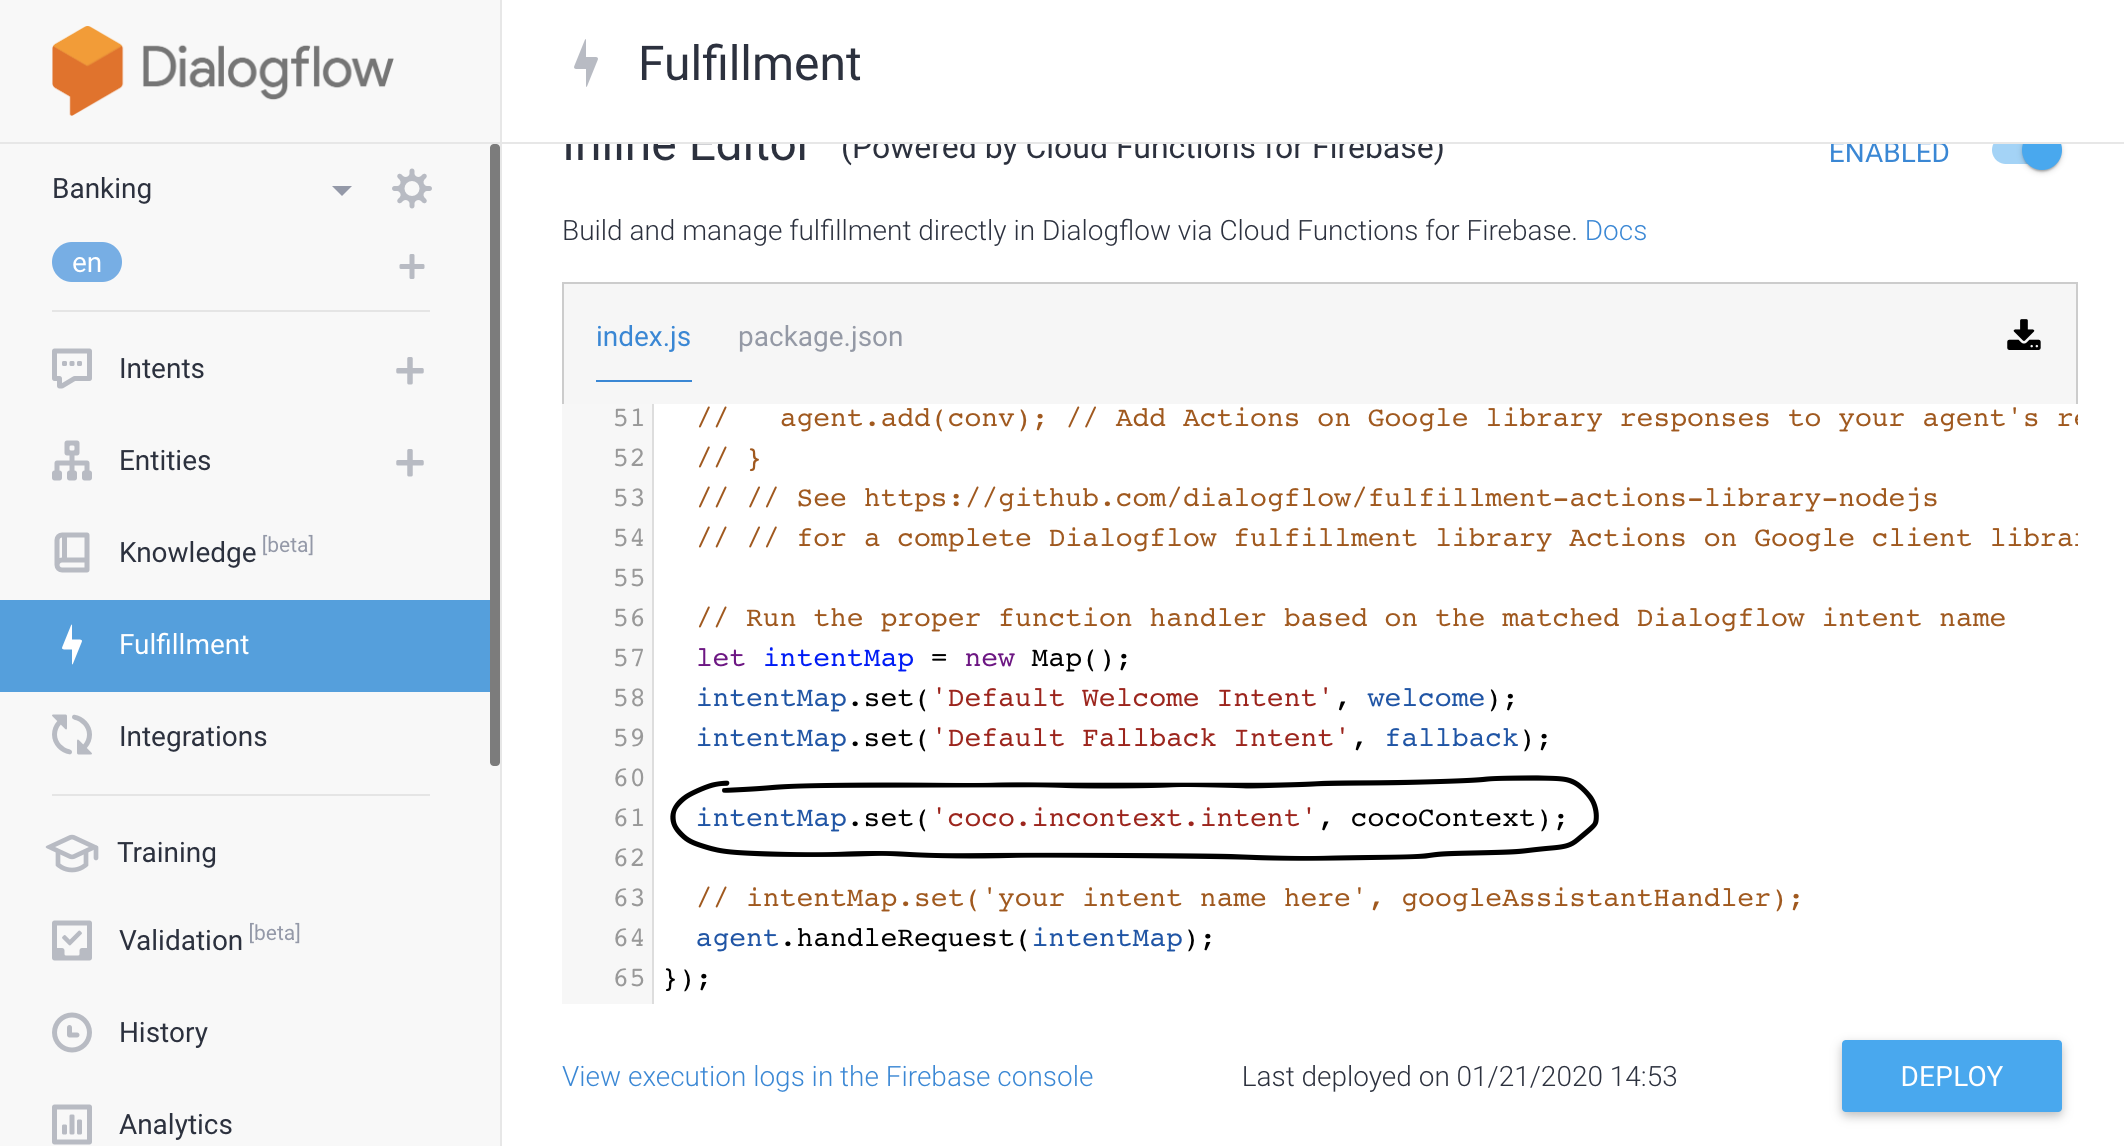 Dialogflow
Banking
en
Intents
Entities
Knowledge [beta]
Fulfillment
Integrations
Training
Validation [beta]
History
Analytics
Fulfillment
Inline Editor (Powered by Cloud Functions for Firebase)
ENABLED
Build and manage fulfillment directly in Dialogflow via Cloud Functions for Firebase. Docs
index.js package.json
51 //   agent.add(conv); // Add Actions on Google library responses to your agent's re
52 // }
53 // // See https://github.com/dialogflow/fulfillment-actions-library-nodejs
54 // // for a complete Dialogflow fulfillment library Actions on Google client librar
55
56 // Run the proper function handler based on the matched Dialogflow intent name
57 let intentMap = new Map();
58 intentMap.set('Default Welcome Intent', welcome);
59 intentMap.set('Default Fallback Intent', fallback);
60
61 intentMap.set('coco.incontext.intent', cocoContext);
62
63 // intentMap.set('your intent name here', googleAssistantHandler);
64 agent.handleRequest(intentMap);
65 });
View execution logs in the Firebase console
Last deployed on 01/21/2020 14:53
DEPLOY